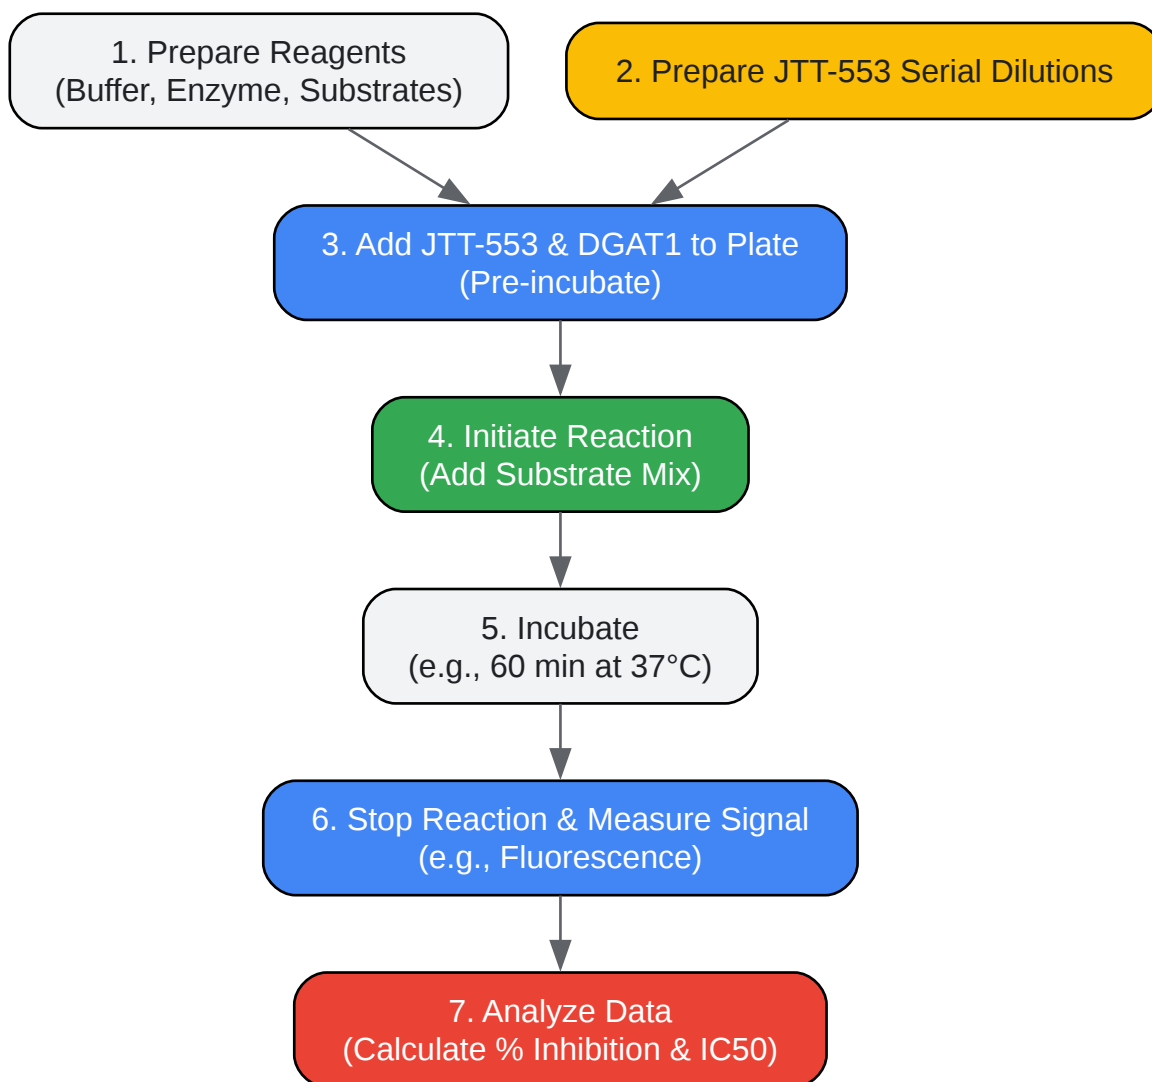 1. Prepare Reagents
(Buffer, Enzyme, Substrates)
2. Prepare JTT-553 Serial Dilutions
3. Add JTT-553 & DGAT1 to Plate
(Pre-incubate)
4. Initiate Reaction
(Add Substrate Mix)
5. Incubate
(e.g., 60 min at 37°C)
6. Stop Reaction & Measure Signal
(e.g., Fluorescence)
7. Analyze Data
(Calculate % Inhibition & IC50)